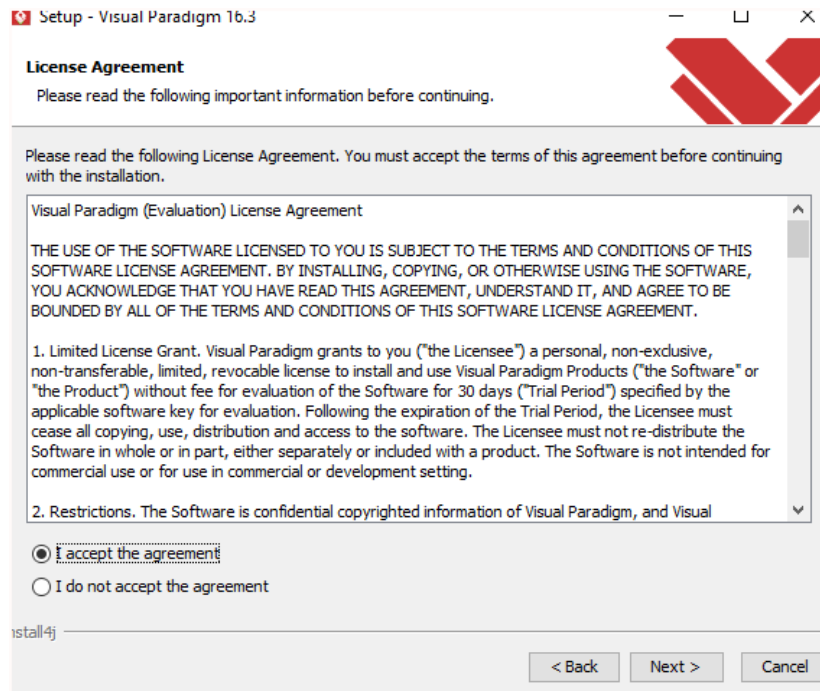 Setup - Visual Paradigm 16.3
License Agreement
Please read the following important information before continuing.
Please read the following License Agreement. You must accept the terms of this agreement before continuing
with the installation.
Visual Paradigm (Evaluation) License Agreement
THE USE OF THE SOFTWARE LICENSED TO YOU IS SUBJECT TO THE TERMS AND CONDITIONS OF THIS
SOFTWARE LICENSE AGREEMENT. BY INSTALLING, COPYING, OR OTHERWISE USING THE SOFTWARE,
YOU ACKNOWLEDGE THAT YOU HAVE READ THIS AGREEMENT, UNDERSTAND IT, AND AGREE TO BE
BOUNDED BY ALL OF THE TERMS AND CONDITIONS OF THIS SOFTWARE LICENSE AGREEMENT.
1. Limited License Grant. Visual Paradigm grants to you ("the Licensee") a personal, non-exclusive,
non-transferable, limited, revocable license to install and use Visual Paradigm Products ("the Software" or
"the Product") without fee for evaluation of the Software for 30 days ("Trial Period") specified by the
applicable software key for evaluation. Following the expiration of the Trial Period, the Licensee must
cease all copying, use, distribution and access to the software. The Licensee must not re-distribute the
Software in whole or in part, either separately or included with a product. The Software is not intended for
commercial use or for use in commercial or development setting.
2. Restrictions. The Software is confidential copyrighted information of Visual Paradigm, and Visual
I accept the agreement
I do not accept the agreement
nstall4j
< Back
Next >
Cancel